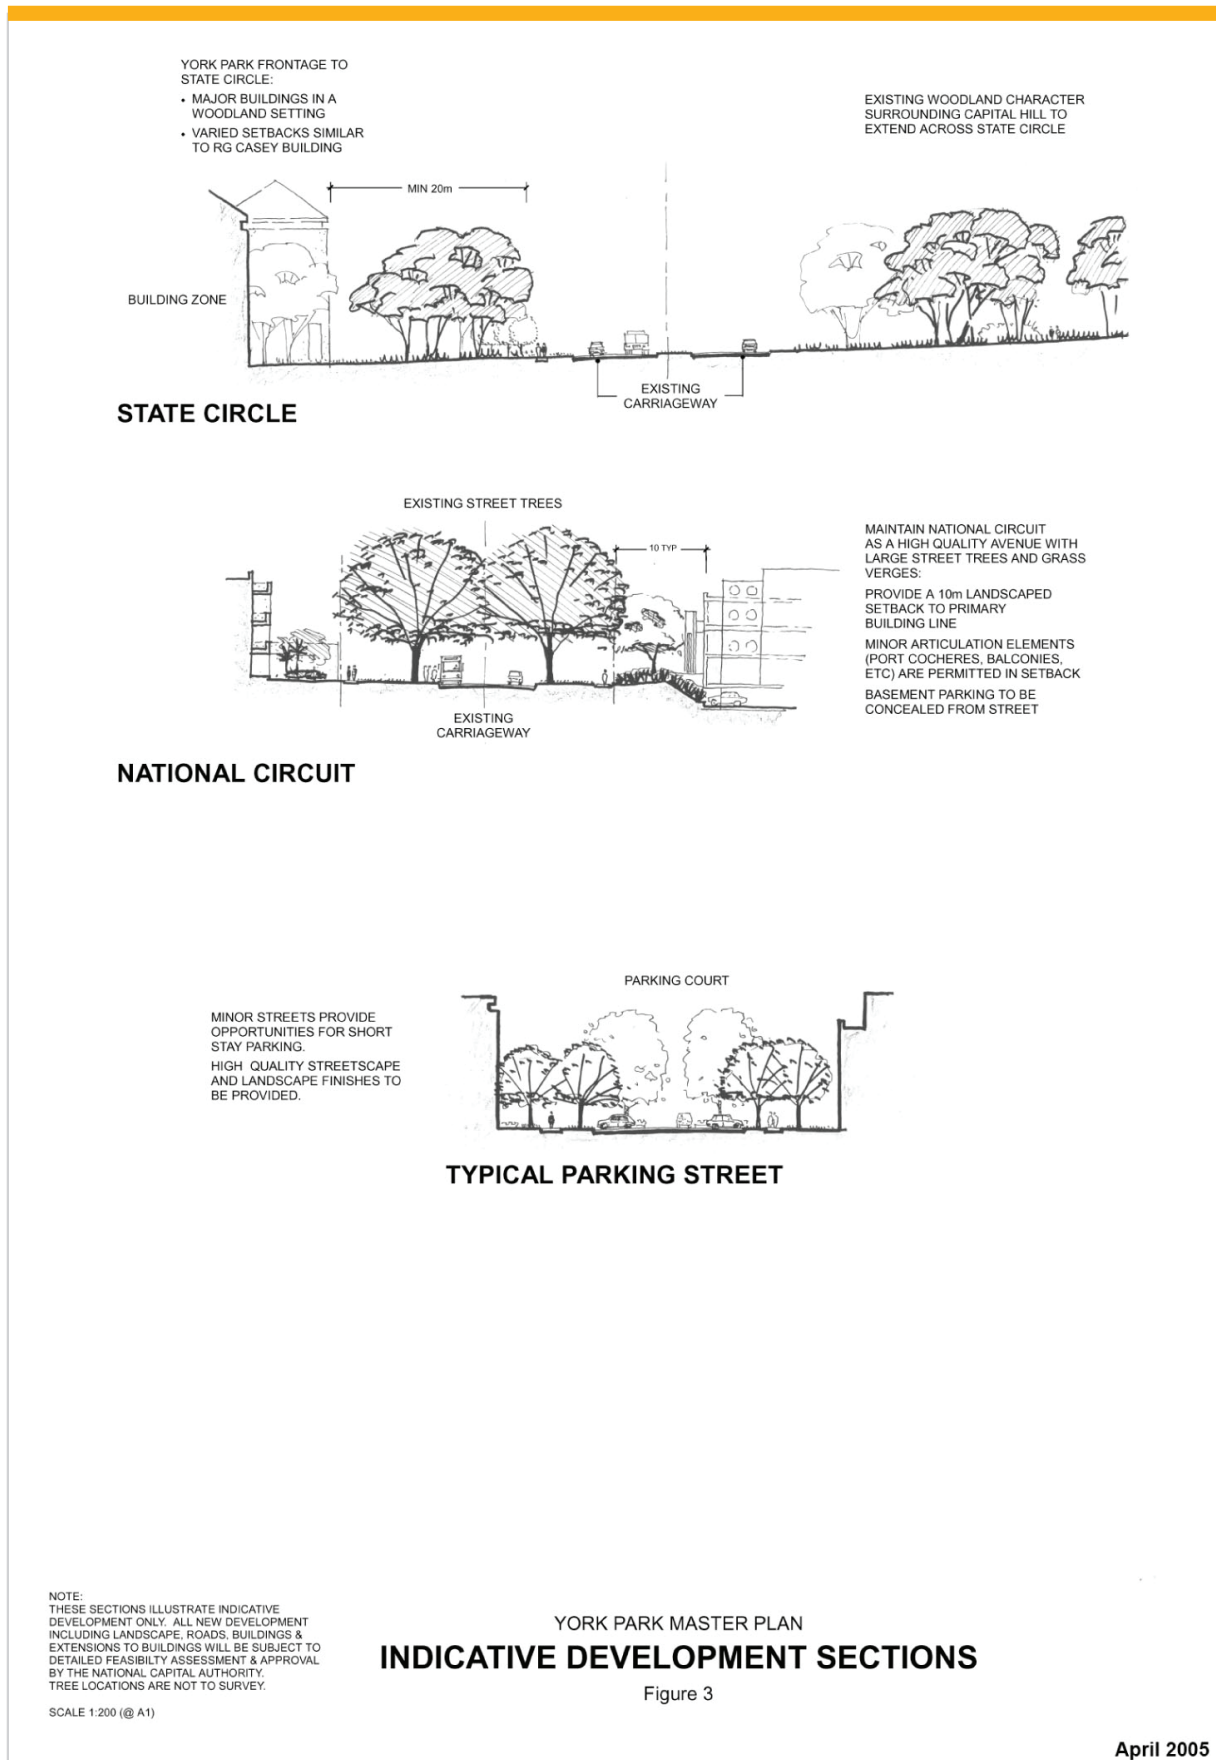 YORK PARK FRONTAGE TO
STATE CIRCLE:
• MAJOR BUILDINGS IN A
WOODLAND SETTING
• VARIED SETBACKS SIMILAR
TO RG CASEY BUILDING
EXISTING WOODLAND CHARACTER
SURROUNDING CAPITAL HILL TO
EXTEND ACROSS STATE CIRCLE
MIN 20m
BUILDING ZONE
EXISTING
CARRIAGEWAY
STATE CIRCLE
EXISTING STREET TREES
10 TYP
MAINTAIN NATIONAL CIRCUIT
AS A HIGH QUALITY AVENUE WITH
LARGE STREET TREES AND GRASS
VERGES:
PROVIDE A 10m LANDSCAPED
SETBACK TO PRIMARY
BUILDING LINE
MINOR ARTICULATION ELEMENTS
(PORT COCHERES, BALCONIES,
ETC) ARE PERMITTED IN SETBACK
BASEMENT PARKING TO BE
CONCEALED FROM STREET
EXISTING
CARRIAGEWAY
NATIONAL CIRCUIT
PARKING COURT
MINOR STREETS PROVIDE
OPPORTUNITIES FOR SHORT
STAY PARKING.
HIGH QUALITY STREETSCAPE
AND LANDSCAPE FINISHES TO
BE PROVIDED.
TYPICAL PARKING STREET
NOTE:
THESE SECTIONS ILLUSTRATE INDICATIVE
DEVELOPMENT ONLY. ALL NEW DEVELOPMENT
INCLUDING LANDSCAPE, ROADS, BUILDINGS &
EXTENSIONS TO BUILDINGS WILL BE SUBJECT TO
DETAILED FEASIBILTY ASSESSMENT & APPROVAL
BY THE NATIONAL CAPITAL AUTHORITY.
TREE LOCATIONS ARE NOT TO SURVEY.
SCALE 1:200 (@ A1)
YORK PARK MASTER PLAN
INDICATIVE DEVELOPMENT SECTIONS
Figure 3
April 2005